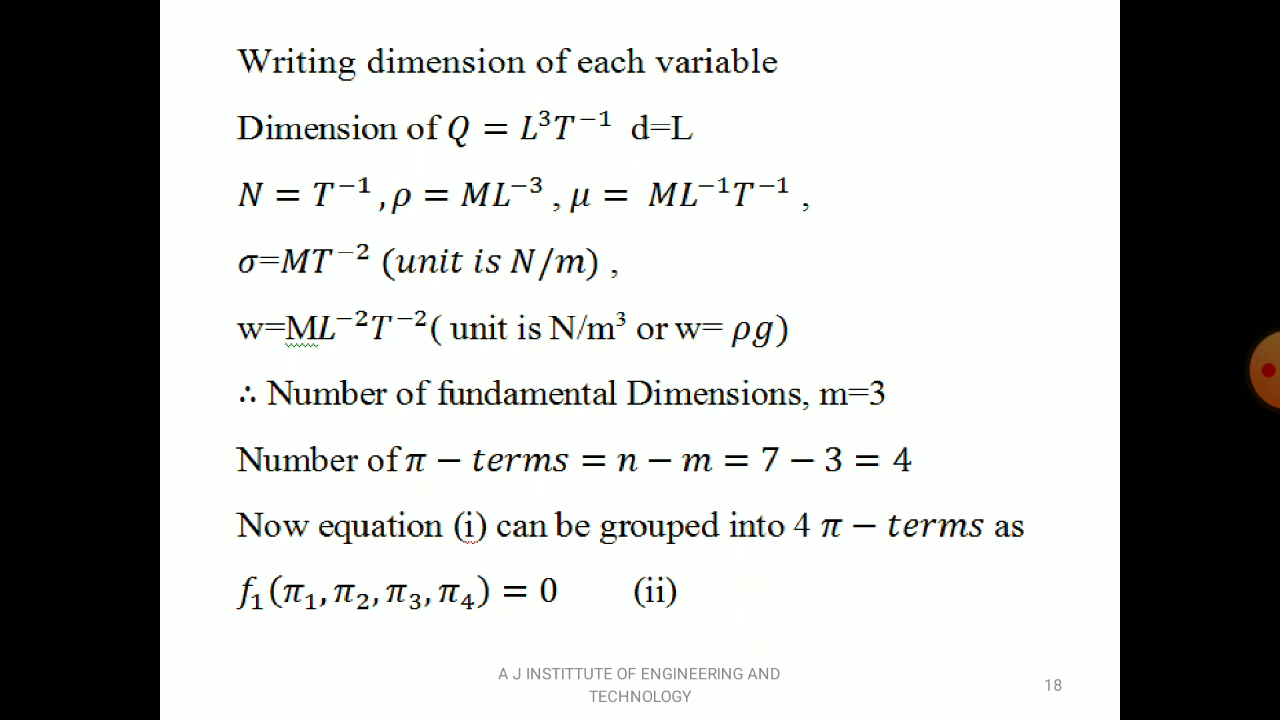 Writing dimension of each variable
Dimension of Q = L³T⁻¹ d=L
N = T⁻¹ , ρ = ML⁻³ , μ = ML⁻¹T⁻¹ ,
σ=MT⁻² (unit is N/m) ,
w=ML⁻²T⁻²( unit is N/m³ or w= ρg)
∴ Number of fundamental Dimensions, m=3
Number of π − terms = n − m = 7 − 3 = 4
Now equation (i) can be grouped into 4 π − terms as
f₁(π₁, π₂, π₃, π₄) = 0 (ii)
A J INSTITTUTE OF ENGINEERING AND
TECHNOLOGY
18